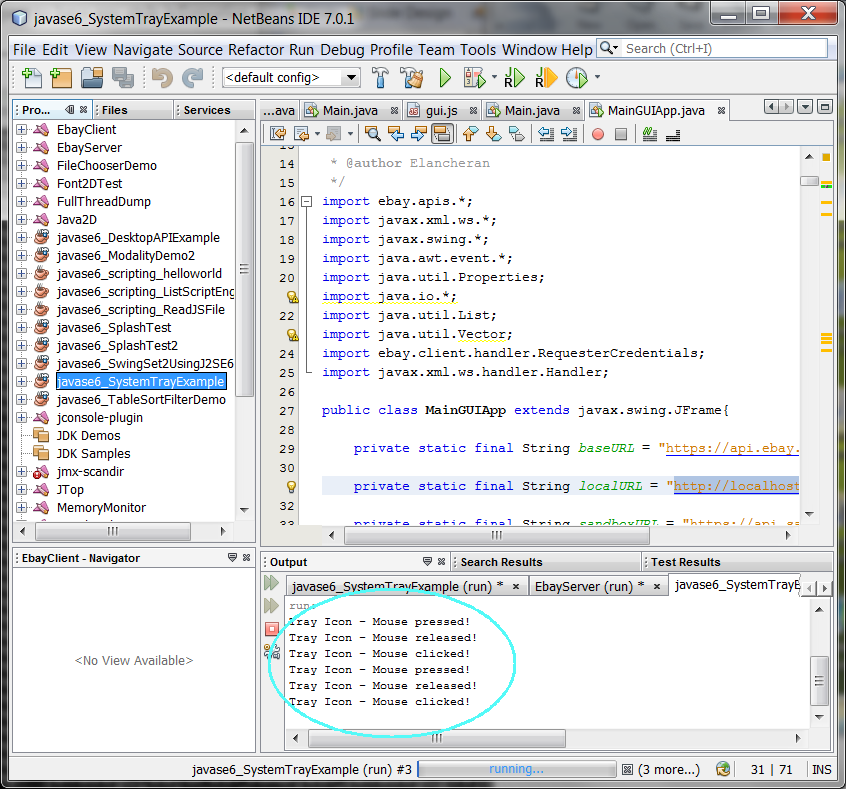 javase6_SystemTrayExample - NetBeans IDE 7.0.1
File Edit View Navigate Source Refactor Run Debug Profile Team Tools Window Help Search (Ctrl+I)
<default config>
Pro... Files Services
...ava Main.java gui.js Main.java MainGUIApp.java
EbayClient
EbayServer
FileChooserDemo
Font2DTest
FullThreadDump
Java2D
javase6_DesktopAPIExample
javase6_ModalityDemo2
javase6_scripting_helloworld
javase6_scripting_ListScriptEng
javase6_scripting_ReadJSFile
javase6_SplashTest
javase6_SplashTest2
javase6_SwingSet2UsingJ2SE6
javase6_SystemTrayExample
javase6_TableSortFilterDemo
jconsole-plugin
JDK Demos
JDK Samples
jmx-scandir
JTop
MemoryMonitor
13
14 * @author Elancheran
15 */
16 import ebay.apis.*;
17 import javax.xml.ws.*;
18 import javax.swing.*;
19 import java.awt.event.*;
20 import java.util.Properties;
import java.io.*;
22 import java.util.List;
import java.util.Vector;
24 import ebay.client.handler.RequesterCredentials;
25 import javax.xml.ws.handler.Handler;
26
27 public class MainGUIApp extends javax.swing.JFrame{
28
29 private static final String baseURL = "https://api.ebay.
30
private static final String localURL = "http://localhost
32
33 private static final String sandboxURL = "https://api.sa
EbayClient - Navigator
<No View Available>
Output Search Results Test Results
javase6_SystemTrayExample (run) * EbayServer (run) * javase6_SystemTrayE
run:
Tray Icon - Mouse pressed!
Tray Icon - Mouse released!
Tray Icon - Mouse clicked!
Tray Icon - Mouse pressed!
Tray Icon - Mouse released!
Tray Icon - Mouse clicked!
javase6_SystemTrayExample (run) #3 running... (3 more...) 31 | 71 INS